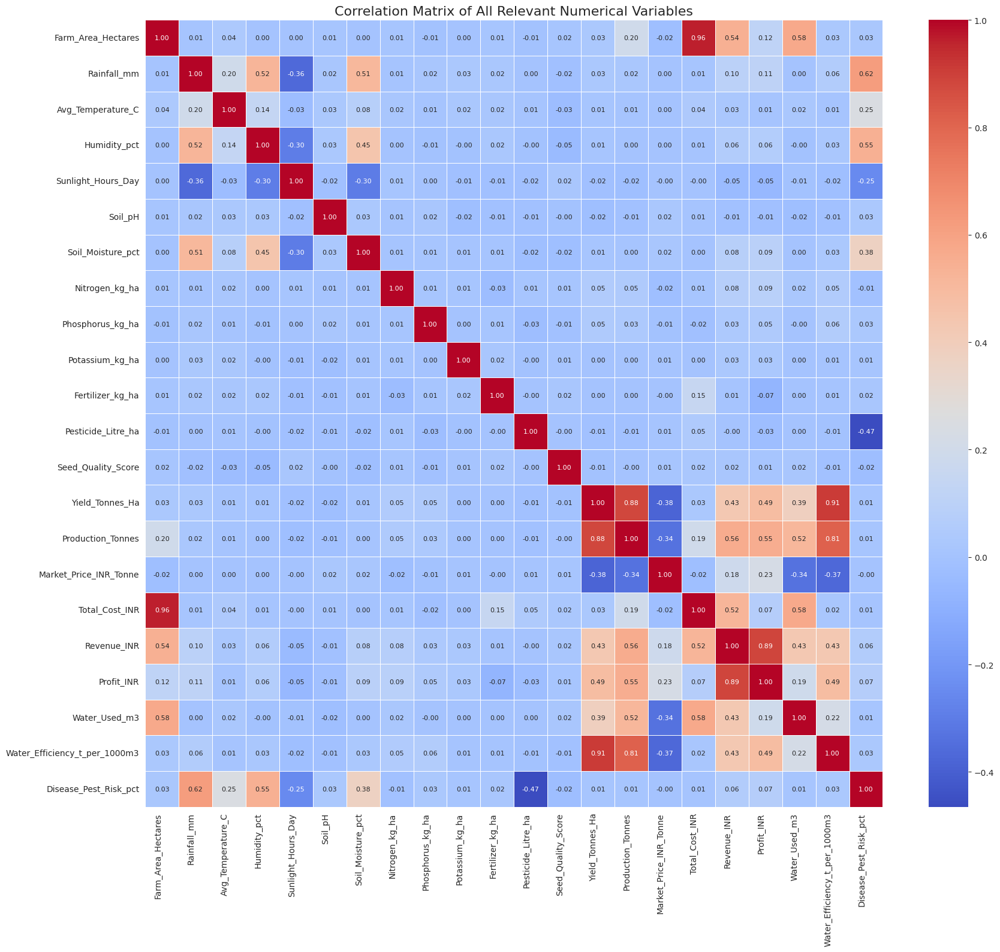 Correlation Matrix of All Relevant Numerical Variables
Farm_Area_Hectares 1.00 0.01 0.04 0.00 0.00 0.01 0.00 0.01 -0.01 0.00 0.01 -0.01 0.02 0.03 0.20 -0.02 0.96 0.54 0.12 0.58 0.03 0.03
Rainfall_mm 0.01 1.00 0.20 0.52 -0.36 0.02 0.51 0.01 0.02 0.03 0.02 0.00 -0.02 0.03 0.02 0.00 0.01 0.10 0.11 0.00 0.06 0.62
Avg_Temperature_C 0.04 0.20 1.00 0.14 -0.03 0.03 0.08 0.02 0.01 0.02 0.02 0.01 -0.03 0.01 0.01 0.00 0.04 0.03 0.01 0.02 0.01 0.25
Humidity_pct 0.00 0.52 0.14 1.00 -0.30 0.03 0.45 0.00 -0.01 -0.00 0.02 -0.00 -0.05 0.01 0.00 0.00 0.01 0.06 0.06 -0.00 0.03 0.55
Sunlight_Hours_Day 0.00 -0.36 -0.03 -0.30 1.00 -0.02 -0.30 0.01 0.00 -0.01 -0.01 -0.02 0.02 -0.02 -0.02 -0.00 -0.00 -0.05 -0.05 -0.01 -0.02 -0.25
Soil_pH 0.01 0.02 0.03 0.03 -0.02 1.00 0.03 0.01 0.02 -0.02 -0.01 -0.01 -0.00 -0.02 -0.01 0.02 0.01 -0.01 -0.01 -0.02 -0.01 0.03
Soil_Moisture_pct 0.00 0.51 0.08 0.45 -0.30 0.03 1.00 0.01 0.01 0.01 0.01 -0.02 -0.02 0.01 0.00 0.02 0.00 0.08 0.09 0.00 0.03 0.38
Nitrogen_kg_ha 0.01 0.01 0.02 0.00 0.01 0.01 0.01 1.00 0.01 0.01 -0.03 0.01 0.01 0.05 0.05 -0.02 0.01 0.08 0.09 0.02 0.05 -0.01
Phosphorus_kg_ha -0.01 0.02 0.01 -0.01 0.00 0.02 0.01 0.01 1.00 0.00 0.01 -0.03 -0.01 0.05 0.03 -0.01 -0.02 0.03 0.05 -0.00 0.06 0.03
Potassium_kg_ha 0.00 0.03 0.02 -0.00 -0.01 -0.02 0.01 0.01 0.00 1.00 0.02 -0.00 0.01 0.00 0.00 0.01 0.00 0.03 0.03 0.00 0.01 0.01
Fertilizer_kg_ha 0.01 0.02 0.02 0.02 -0.01 -0.01 0.01 -0.03 0.01 0.02 1.00 -0.00 0.02 0.00 0.00 -0.00 0.15 0.01 -0.07 0.00 0.01 0.02
Pesticide_Litre_ha -0.01 0.00 0.01 -0.00 -0.02 -0.01 -0.02 0.01 -0.03 -0.00 -0.00 1.00 -0.00 -0.01 -0.01 0.01 0.05 -0.00 -0.03 0.00 -0.01 -0.47
Seed_Quality_Score 0.02 -0.02 -0.03 -0.05 0.02 -0.00 -0.02 0.01 -0.01 0.01 0.02 -0.00 1.00 -0.01 -0.00 0.01 0.02 0.02 0.01 0.02 -0.01 -0.02
Yield_Tonnes_Ha 0.03 0.03 0.01 0.01 -0.02 -0.02 0.01 0.05 0.05 0.00 0.00 -0.01 -0.01 1.00 0.88 -0.38 0.03 0.43 0.49 0.39 0.91 0.01
Production_Tonnes 0.20 0.02 0.01 0.00 -0.02 -0.01 0.00 0.05 0.03 0.00 0.00 -0.01 -0.00 0.88 1.00 -0.34 0.19 0.56 0.55 0.52 0.81 0.01
Market_Price_INR_Tonne -0.02 0.00 0.00 0.00 -0.00 0.02 0.02 -0.02 -0.01 0.01 -0.00 0.01 0.01 -0.38 -0.34 1.00 -0.02 0.18 0.23 -0.34 -0.37 -0.00
Total_Cost_INR 0.96 0.01 0.04 0.01 -0.00 0.01 0.00 0.01 -0.02 0.00 0.15 0.05 0.02 0.03 0.19 -0.02 1.00 0.52 0.07 0.58 0.02 0.01
Revenue_INR 0.54 0.10 0.03 0.06 -0.05 -0.01 0.08 0.08 0.03 0.03 0.01 -0.00 0.02 0.43 0.56 0.18 0.52 1.00 0.89 0.43 0.43 0.06
Profit_INR 0.12 0.11 0.01 0.06 -0.05 -0.01 0.09 0.09 0.05 0.03 -0.07 -0.03 0.01 0.49 0.55 0.23 0.07 0.89 1.00 0.19 0.49 0.07
Water_Used_m3 0.58 0.00 0.02 -0.00 -0.01 -0.02 0.00 0.02 -0.00 0.00 0.00 0.00 0.02 0.39 0.52 -0.34 0.58 0.43 0.19 1.00 0.22 0.01
Water_Efficiency_t_per_1000m3 0.03 0.06 0.01 0.03 -0.02 -0.01 0.03 0.05 0.06 0.01 0.01 -0.01 -0.01 0.91 0.81 -0.37 0.02 0.43 0.49 0.22 1.00 0.03
Disease_Pest_Risk_pct 0.03 0.62 0.25 0.55 -0.25 0.03 0.38 -0.01 0.03 0.01 0.02 -0.47 -0.02 0.01 0.01 -0.00 0.01 0.06 0.07 0.01 0.03 1.00
Farm_Area_Hectares
Rainfall_mm
Avg_Temperature_C
Humidity_pct
Sunlight_Hours_Day
Soil_pH
Soil_Moisture_pct
Nitrogen_kg_ha
Phosphorus_kg_ha
Potassium_kg_ha
Fertilizer_kg_ha
Pesticide_Litre_ha
Seed_Quality_Score
Yield_Tonnes_Ha
Production_Tonnes
Market_Price_INR_Tonne
Total_Cost_INR
Revenue_INR
Profit_INR
Water_Used_m3
Water_Efficiency_t_per_1000m3
Disease_Pest_Risk_pct
1.0
0.8
0.6
0.4
0.2
0.0
−0.2
−0.4